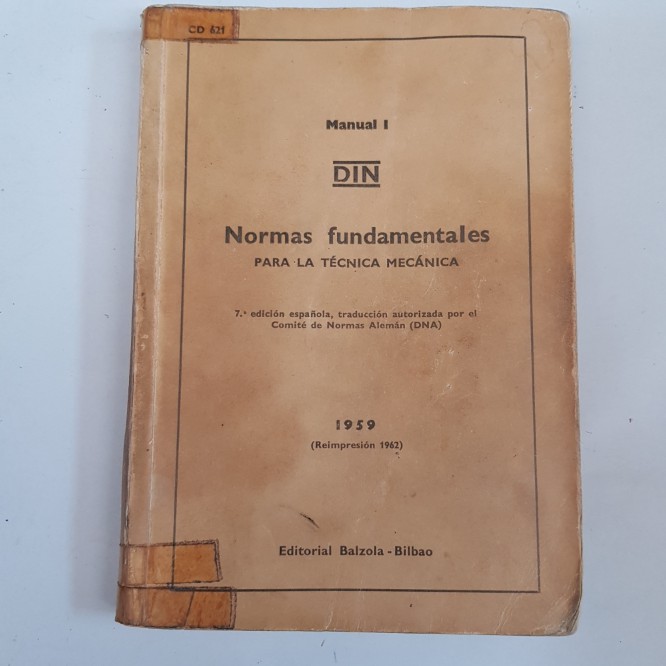 CD 621
Manual I
DIN
Normas fundamentales
PARA LA TÉCNICA MECÁNICA
7.ª edición española, traducción autorizada por el
Comité de Normas Alemán (DNA)
1959
(Reimpresión 1962)
Editorial Balzola - Bilbao